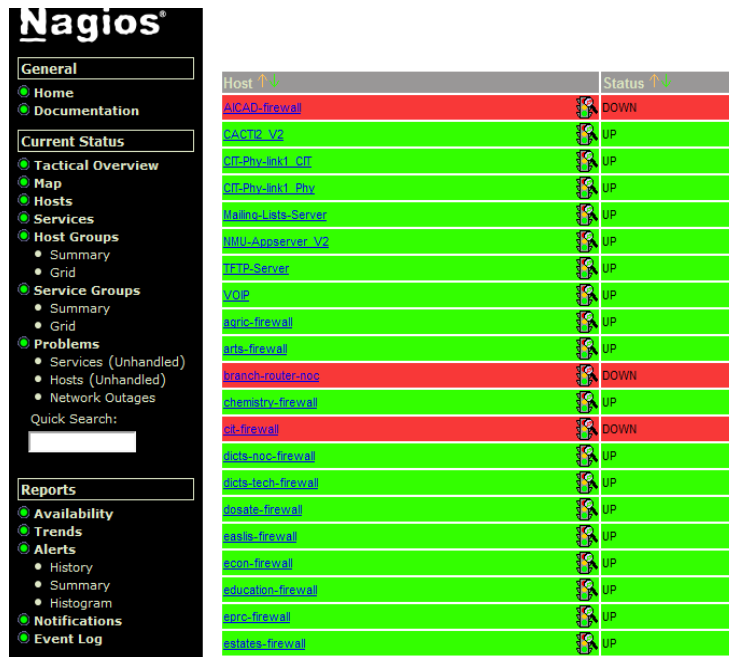 Nagios®
General
Home
Documentation
Current Status
Tactical Overview
Map
Hosts
Services
Host Groups
Summary
Grid
Service Groups
Summary
Grid
Problems
Services (Unhandled)
Hosts (Unhandled)
Network Outages
Quick Search:
Reports
Availability
Trends
Alerts
History
Summary
Histogram
Notifications
Event Log
Host Status
AICAD-firewall DOWN
CACTI2_V2 UP
CIT-Phy-link1_CIT UP
CIT-Phy-link1_Phy UP
Mailing-Lists-Server UP
NMU-Appserver_V2 UP
TFTP-Server UP
VOIP UP
agric-firewall UP
arts-firewall UP
branch-router-noc DOWN
chemistry-firewall UP
cit-firewall DOWN
dicts-noc-firewall UP
dicts-tech-firewall UP
dosate-firewall UP
easlis-firewall UP
econ-firewall UP
education-firewall UP
eprc-firewall UP
estates-firewall UP